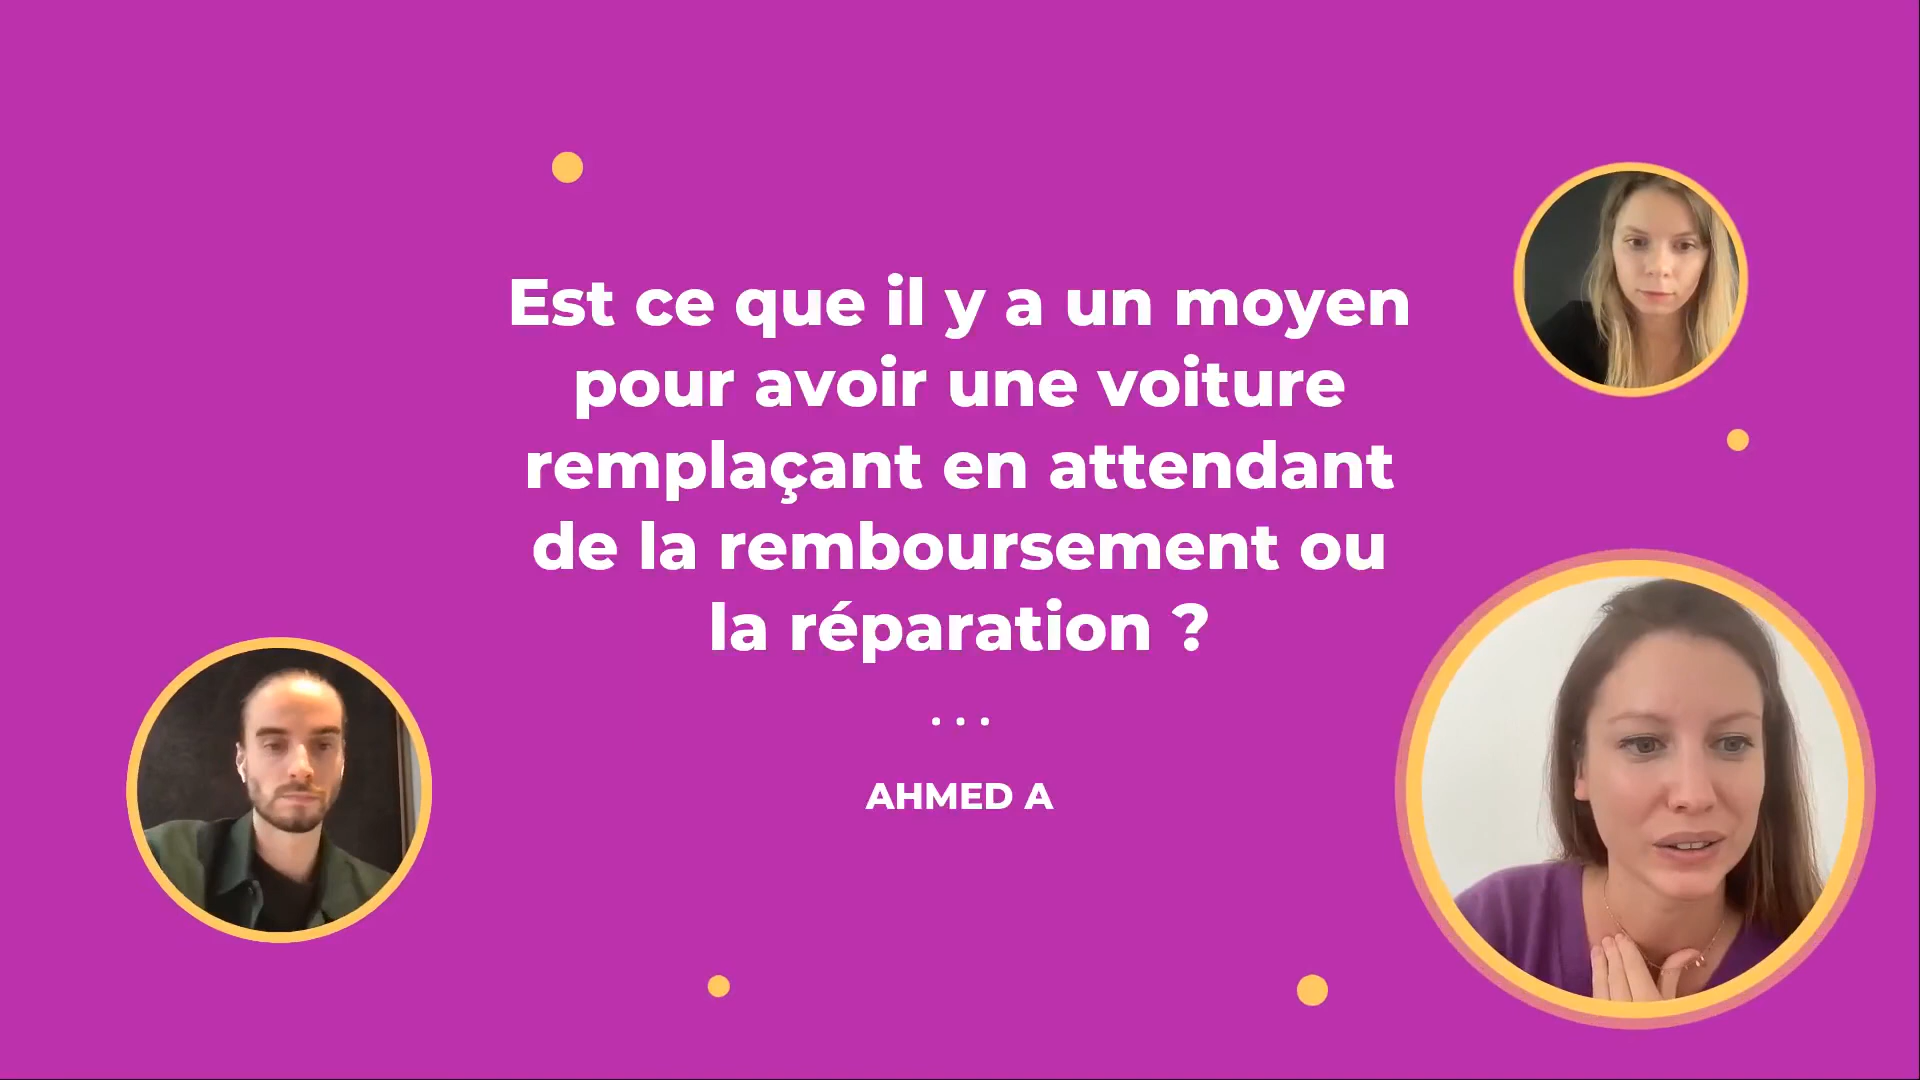 Est ce que il y a un moyen
pour avoir une voiture
remplaçant en attendant
de la remboursement ou
la réparation ?
...
AHMED A